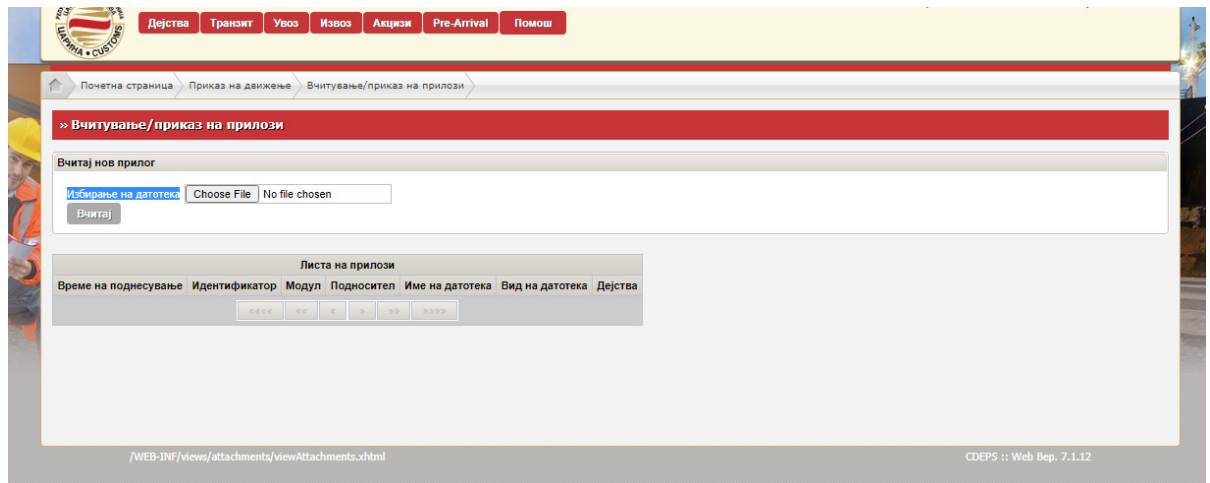 Дејства Транзит Увоз Извоз Акцизи Pre-Arrival Помош
ЦАРИНА • CUSTOMS
Почетна страница Приказ на движење Вчитување/приказ на прилози
» Вчитување/приказ на прилози
Вчитај нов прилог
Избирање на датотека Choose File No file chosen
Вчитај
Листа на прилози
Време на поднесување Идентификатор Модул Подносител Име на датотека Вид на датотека Дејства
«««« «« « » »» »»»»
/WEB-INF/views/attachments/viewAttachments.xhtml CDEPS :: Web Вер. 7.1.12